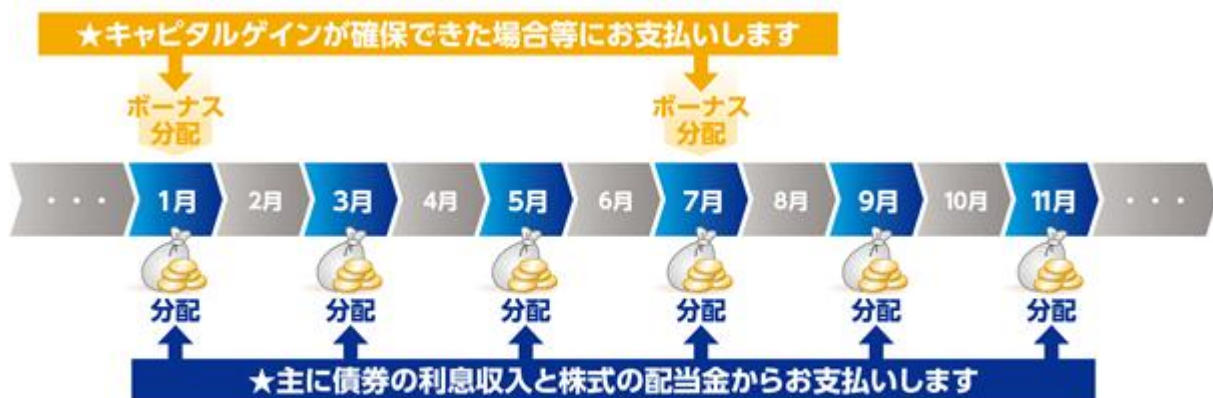 ★キャピタルゲインが確保できた場合等にお支払いします
ボーナス
分配
ボーナス
分配
・・・ 1月 2月 3月 4月 5月 6月 7月 8月 9月 10月 11月 ・・・
分配 分配 分配 分配 分配 分配
★主に債券の利息収入と株式の配当金からお支払いします